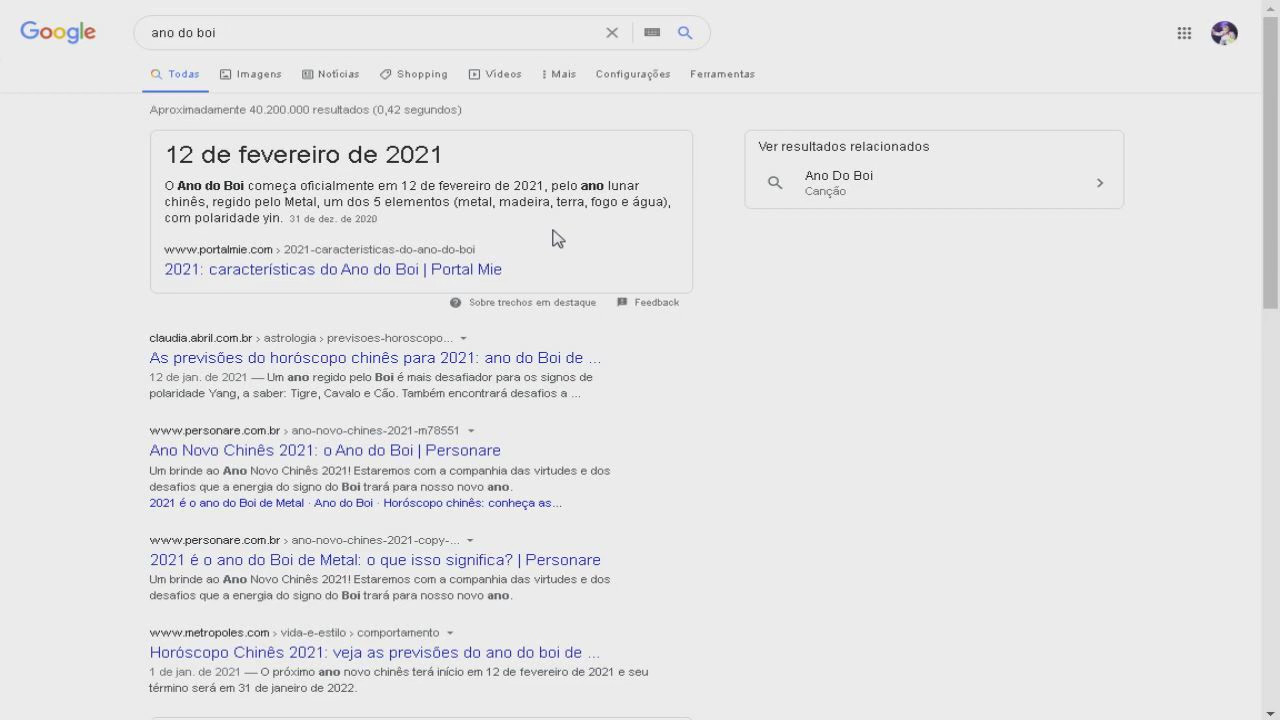 Google
ano do boi
Todas Imagens Notícias Shopping Vídeos Mais Configurações Ferramentas
Aproximadamente 40.200.000 resultados (0,42 segundos)
12 de fevereiro de 2021
O Ano do Boi começa oficialmente em 12 de fevereiro de 2021, pelo ano lunar
chinês, regido pelo Metal, um dos 5 elementos (metal, madeira, terra, fogo e água),
com polaridade yin. 31 de dez. de 2020
www.portalmie.com › 2021-caracteristicas-do-ano-do-boi
2021: características do Ano do Boi | Portal Mie
Sobre trechos em destaque Feedback
Ver resultados relacionados
Ano Do Boi
Canção
claudia.abril.com.br › astrologia › previsoes-horoscopo...
As previsões do horóscopo chinês para 2021: ano do Boi de ...
12 de jan. de 2021 — Um ano regido pelo Boi é mais desafiador para os signos de
polaridade Yang, a saber: Tigre, Cavalo e Cão. Também encontrará desafios a ...
www.personare.com.br › ano-novo-chines-2021-m78551
Ano Novo Chinês 2021: o Ano do Boi | Personare
Um brinde ao Ano Novo Chinês 2021! Estaremos com a companhia das virtudes e dos
desafios que a energia do signo do Boi trará para nosso novo ano.
2021 é o ano do Boi de Metal · Ano do Boi · Horóscopo chinês: conheça as...
www.personare.com.br › ano-novo-chines-2021-copy-...
2021 é o ano do Boi de Metal: o que isso significa? | Personare
Um brinde ao Ano Novo Chinês 2021! Estaremos com a companhia das virtudes e dos
desafios que a energia do signo do Boi trará para nosso novo ano.
www.metropoles.com › vida-e-estilo › comportamento
Horóscopo Chinês 2021: veja as previsões do ano do boi de ...
1 de jan. de 2021 — O próximo ano novo chinês terá início em 12 de fevereiro de 2021 e seu
término será em 31 de janeiro de 2022.